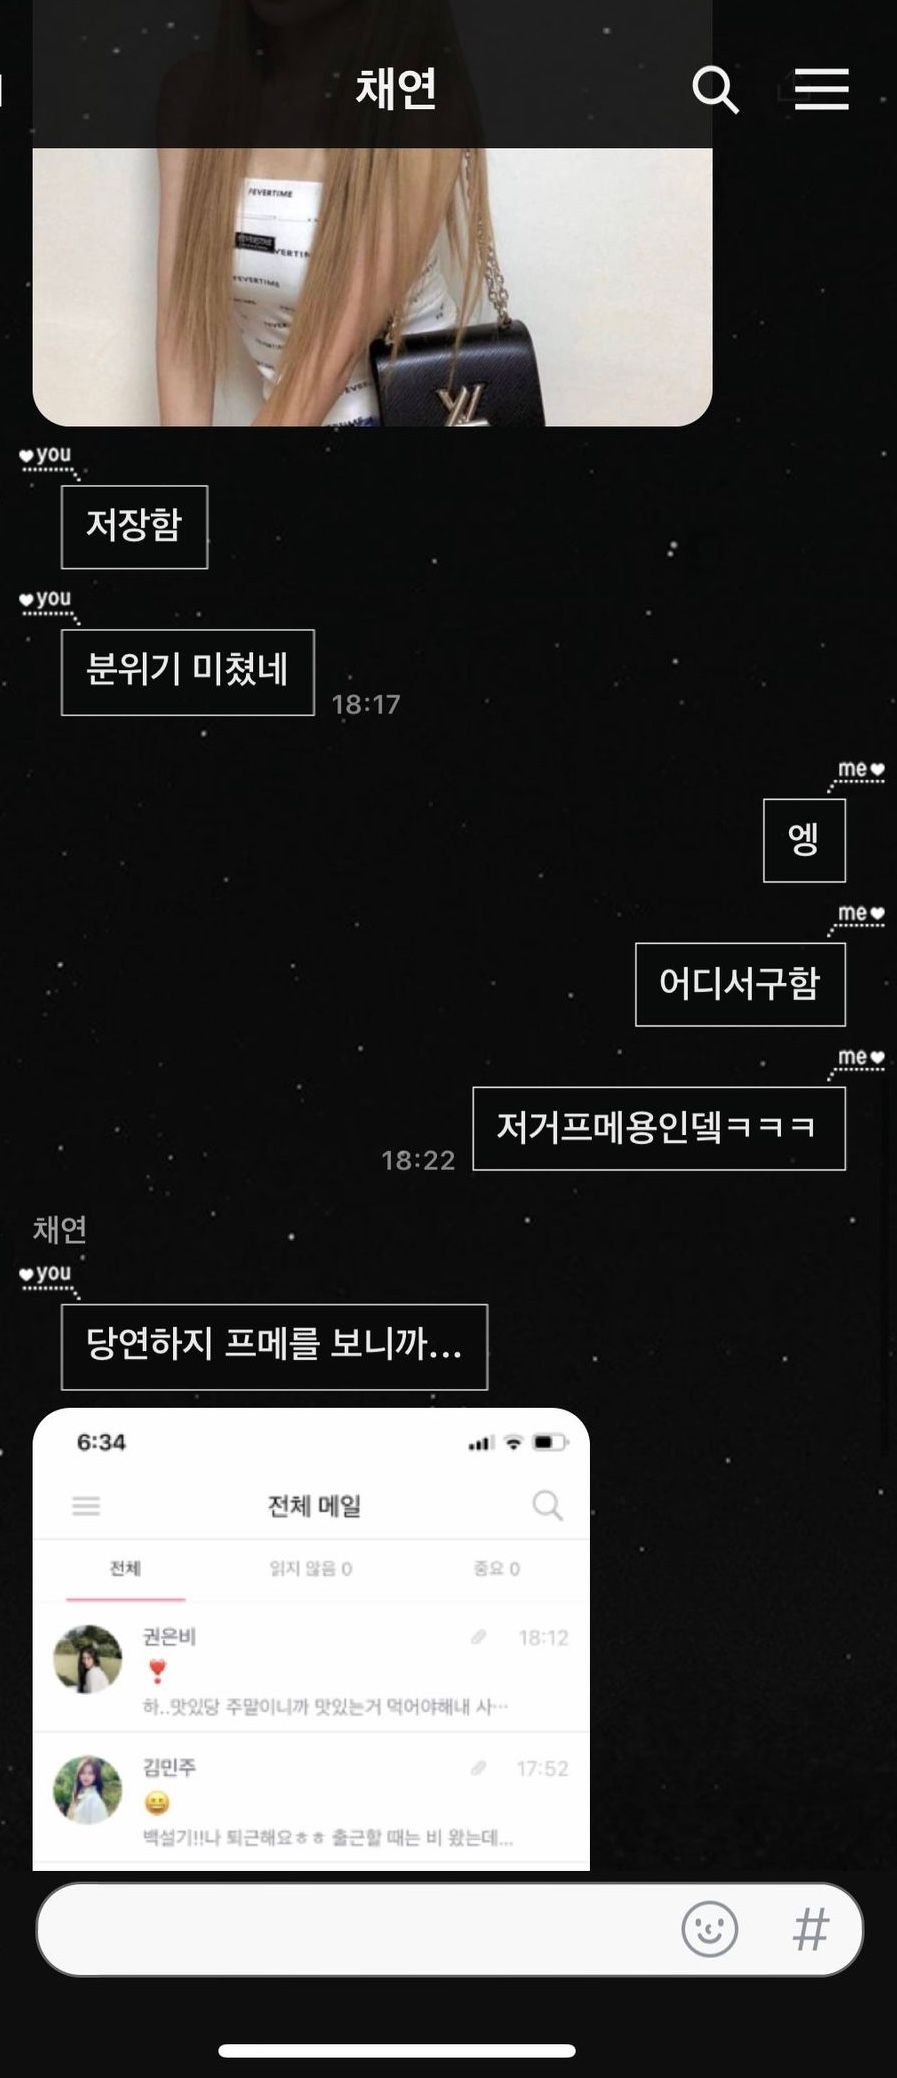 채연
FEVERTIME
FEVERTIME
you
저장함
you
분위기 미쳤네
18:17
me
엥
me
어디서구함
me
저거프메용인뎈ㅋㅋㅋ
18:22
채연
you
당연하지 프메를 보니까...
6:34
전체 메일
전체 읽지 않음 0 중요 0
권은비 18:12
하..맛있당 주말이니까 맛있는거 먹어야해내 사…
김민주 17:52
백설기!!나 퇴근해요ㅎㅎ 출근할 때는 비 왔는데...
#